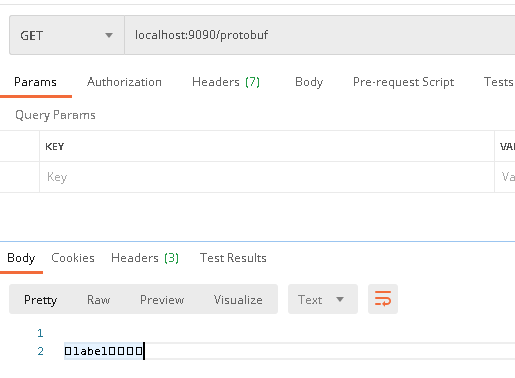 GET localhost:9090/protobuf
Params Authorization Headers (7) Body Pre-request Script Tests
Query Params
KEY VAL
Key Va
Body Cookies Headers (3) Test Results
Pretty Raw Preview Visualize Text
1
2 □label□□□□